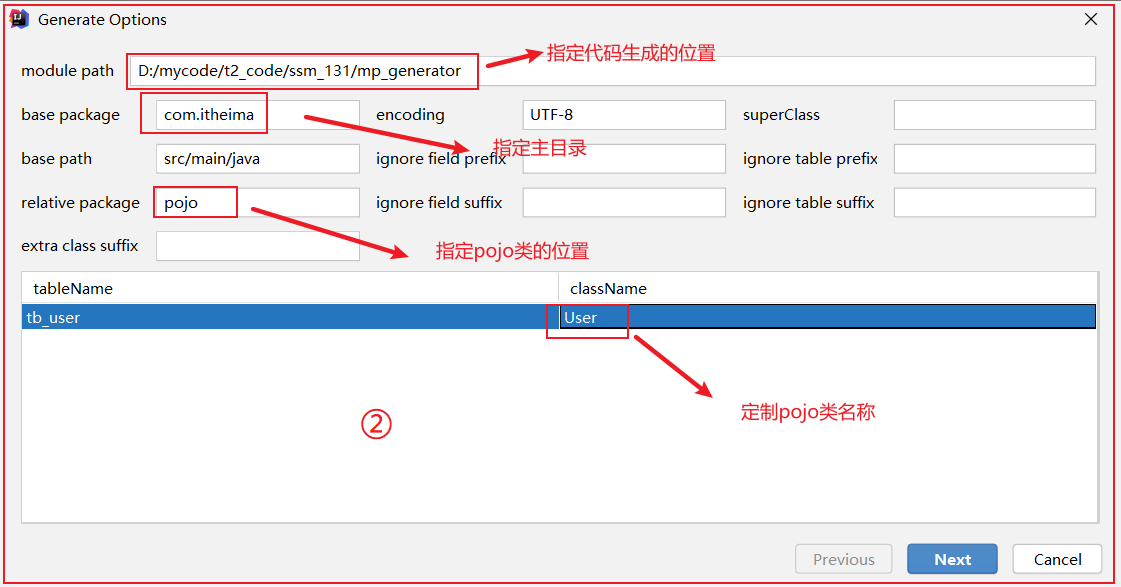 Generate Options
module path D:/mycode/t2_code/ssm_131/mp_generator 指定代码生成的位置
base package com.itheima encoding UTF-8 superClass
指定主目录
base path src/main/java ignore field prefix ignore table prefix
relative package pojo ignore field suffix ignore table suffix
extra class suffix 指定pojo类的位置
tableName className
tb_user User
定制pojo类名称
②
Previous Next Cancel